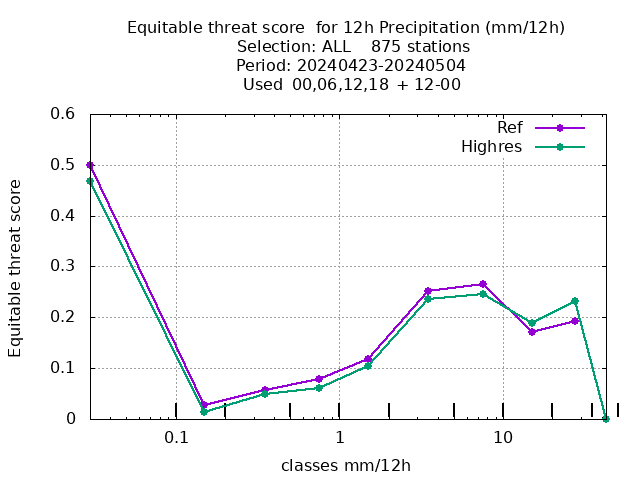 Equitable threat score  for 12h Precipitation (mm/12h)
Selection: ALL    875 stations
Period: 20240423-20240504
Used  00,06,12,18  + 12-00
Ref
Highres
Equitable threat score
0.6
0.5
0.4
0.3
0.2
0.1
0
0.1
1
10
classes mm/12h